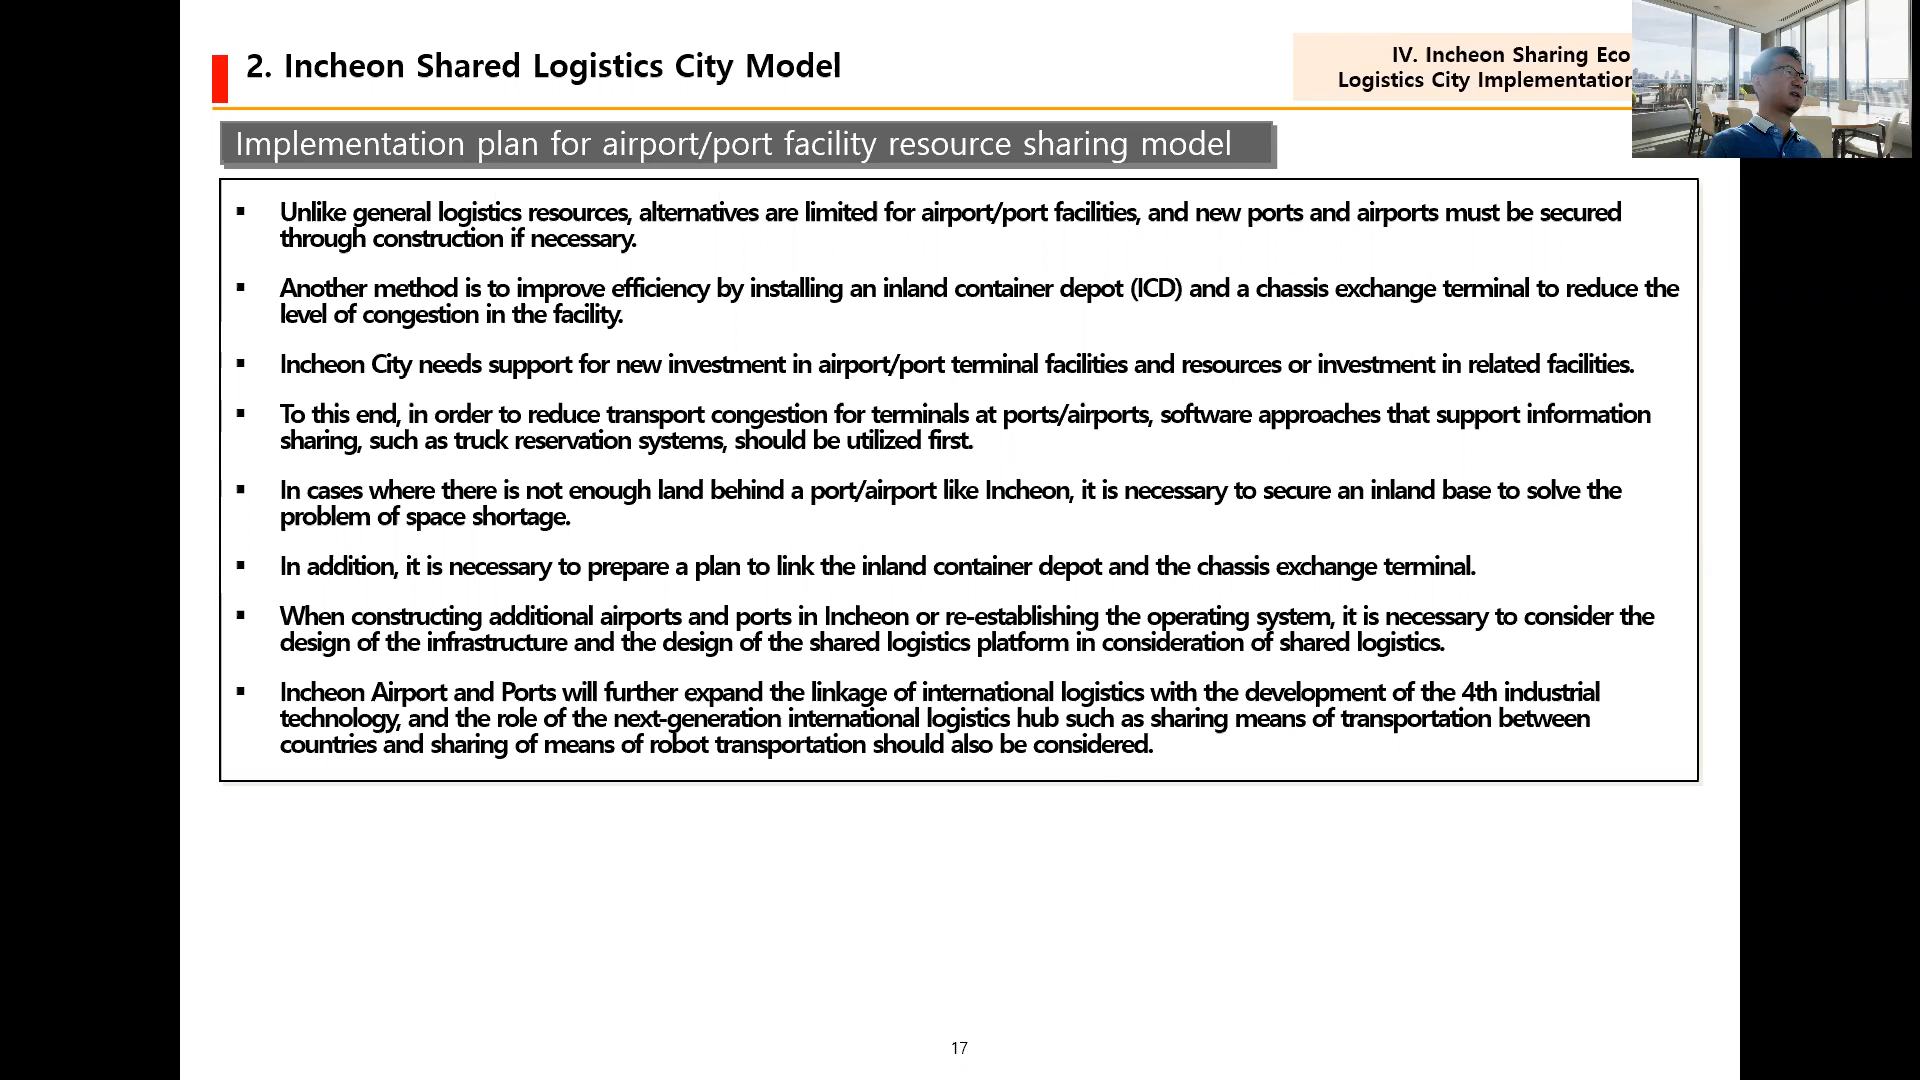 2. Incheon Shared Logistics City Model
IV. Incheon Sharing
Logistics City Implementation
Implementation plan for airport/port facility resource sharing model
▪ Unlike general logistics resources, alternatives are limited for airport/port facilities, and new ports and airports must be secured
through construction if necessary.
▪ Another method is to improve efficiency by installing an inland container depot (ICD) and a chassis exchange terminal to reduce the
level of congestion in the facility.
▪ Incheon City needs support for new investment in airport/port terminal facilities and resources or investment in related facilities.
▪ To this end, in order to reduce transport congestion for terminals at ports/airports, software approaches that support information
sharing, such as truck reservation systems, should be utilized first.
▪ In cases where there is not enough land behind a port/airport like Incheon, it is necessary to secure an inland base to solve the
problem of space shortage.
▪ In addition, it is necessary to prepare a plan to link the inland container depot and the chassis exchange terminal.
▪ When constructing additional airports and ports in Incheon or re-establishing the operating system, it is necessary to consider the
design of the infrastructure and the design of the shared logistics platform in consideration of shared logistics.
▪ Incheon Airport and Ports will further expand the linkage of international logistics with the development of the 4th industrial
technology, and the role of the next-generation international logistics hub such as sharing means of transportation between
countries and sharing of means of robot transportation should also be considered.
17